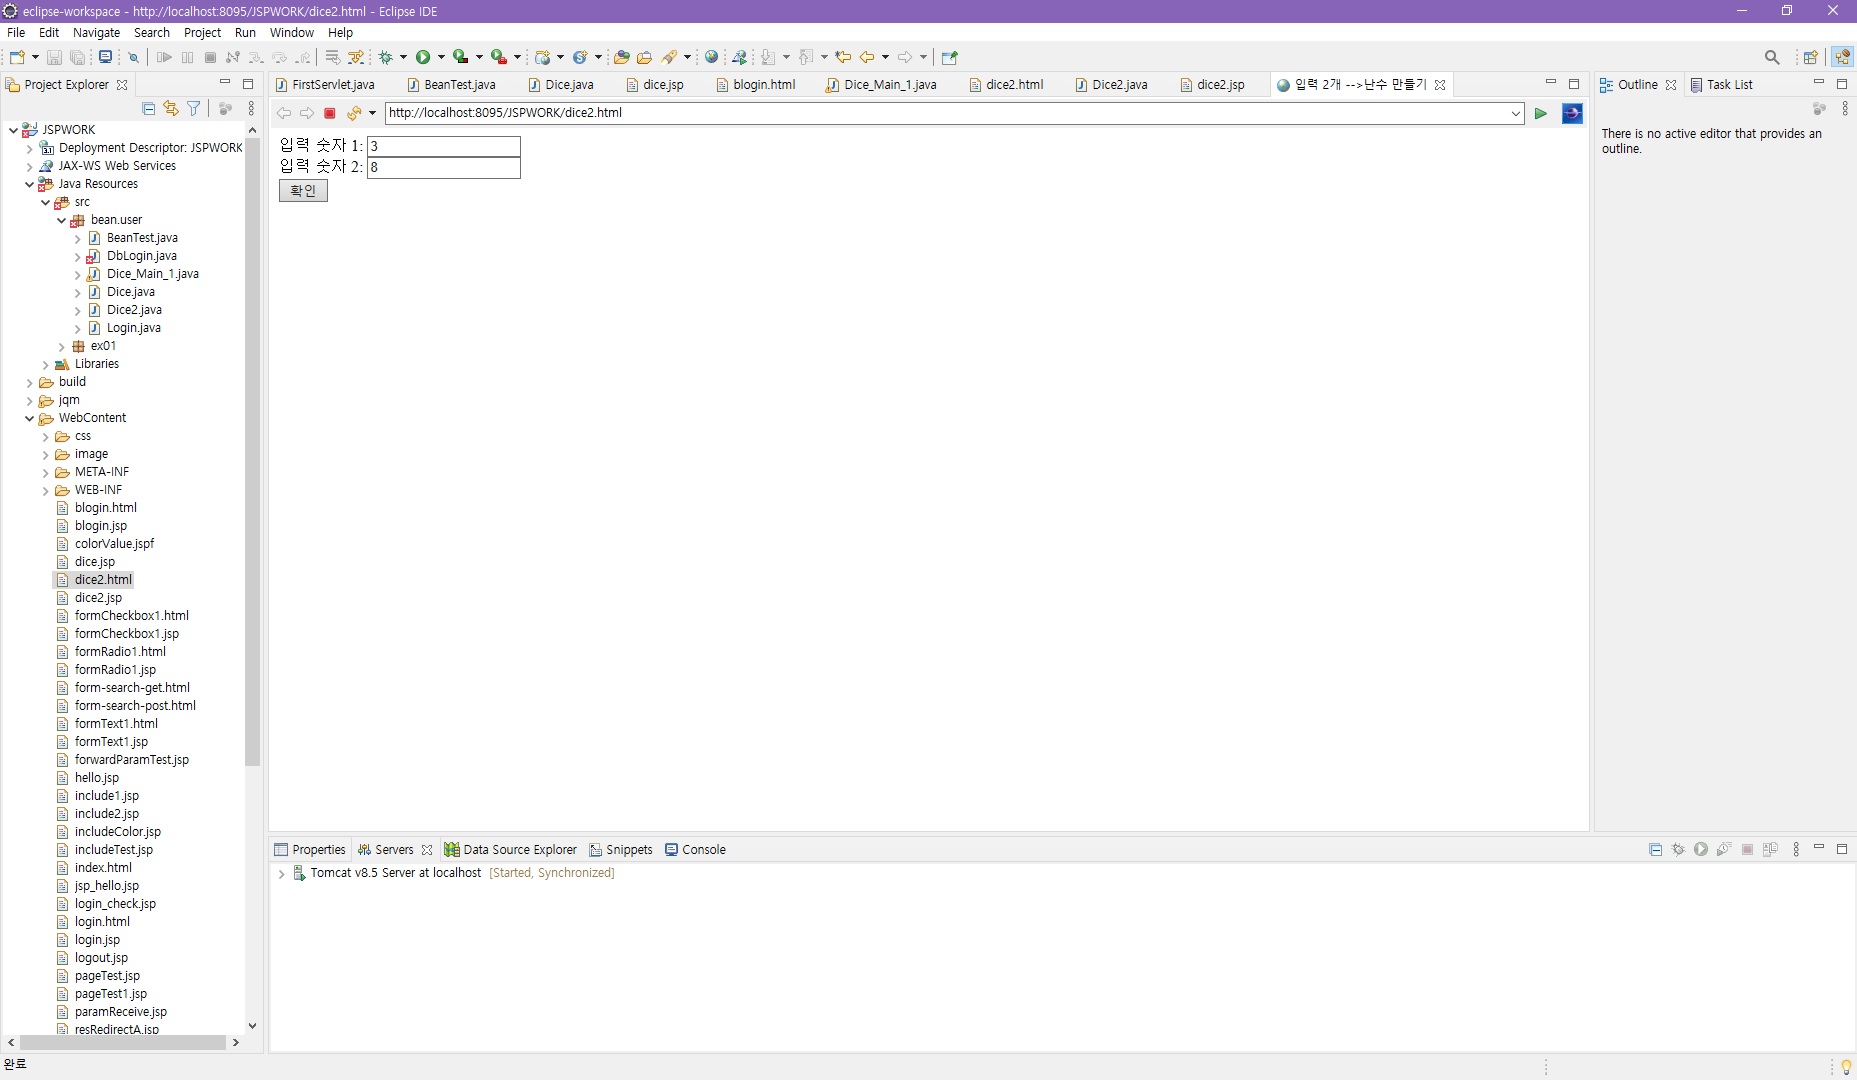 eclipse-workspace - http://localhost:8095/JSPWORK/dice2.html - Eclipse IDE
File Edit Navigate Search Project Run Window Help
Project Explorer
FirstServlet.java BeanTest.java Dice.java dice.jsp blogin.html Dice_Main_1.java dice2.html Dice2.java dice2.jsp 입력 2개 -->난수 만들기
Outline Task List
http://localhost:8095/JSPWORK/dice2.html
JSPWORK
Deployment Descriptor: JSPWORK
JAX-WS Web Services
Java Resources
src
bean.user
BeanTest.java
DbLogin.java
Dice_Main_1.java
Dice.java
Dice2.java
Login.java
ex01
Libraries
build
jqm
WebContent
css
image
META-INF
WEB-INF
blogin.html
blogin.jsp
colorValue.jspf
dice.jsp
dice2.html
dice2.jsp
formCheckbox1.html
formCheckbox1.jsp
formRadio1.html
formRadio1.jsp
form-search-get.html
form-search-post.html
formText1.html
formText1.jsp
forwardParamTest.jsp
hello.jsp
include1.jsp
include2.jsp
includeColor.jsp
includeTest.jsp
index.html
jsp_hello.jsp
login_check.jsp
login.html
login.jsp
logout.jsp
pageTest.jsp
pageTest1.jsp
paramReceive.jsp
resRedirectA.jsp
입력 숫자 1: 3
입력 숫자 2: 8
확인
There is no active editor that provides an
outline.
Properties Servers Data Source Explorer Snippets Console
Tomcat v8.5 Server at localhost [Started, Synchronized]
완료